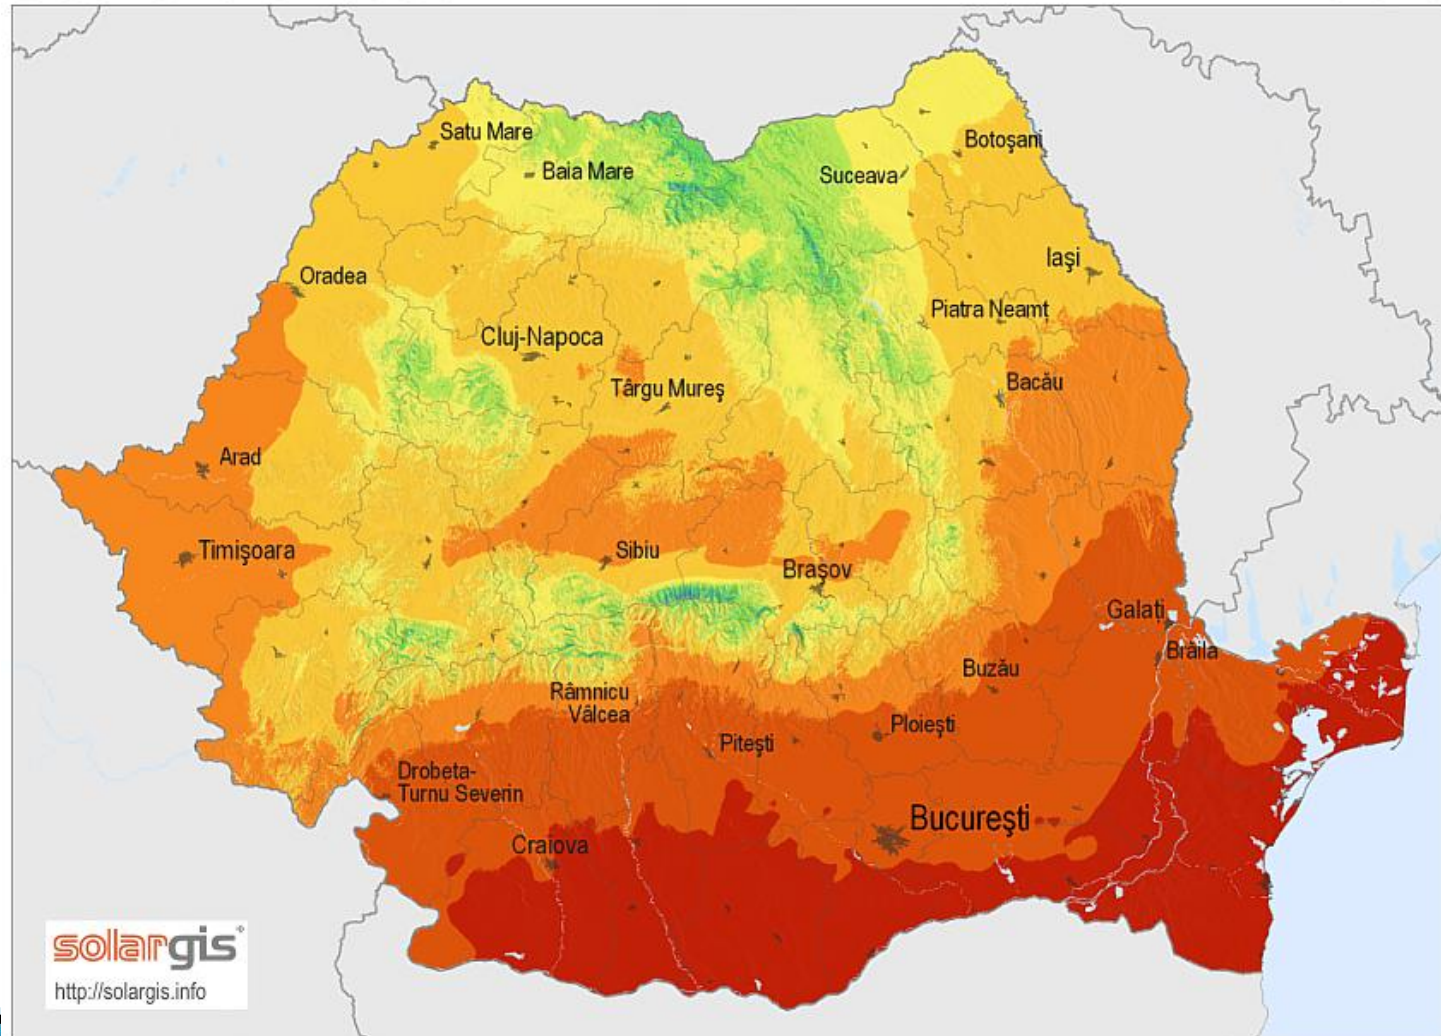 Satu Mare
Botoşani
Baia Mare
Suceava
Iaşi
Oradea
Piatra Neamţ
Cluj-Napoca
Târgu Mureş
Bacău
Arad
Timişoara
Sibiu
Braşov
Galaţi
Brăila
Buzău
Râmnicu
Vâlcea
Ploieşti
Piteşti
Drobeta-
Turnu Severin
Bucureşti
Craiova
solargis
http://solargis.info